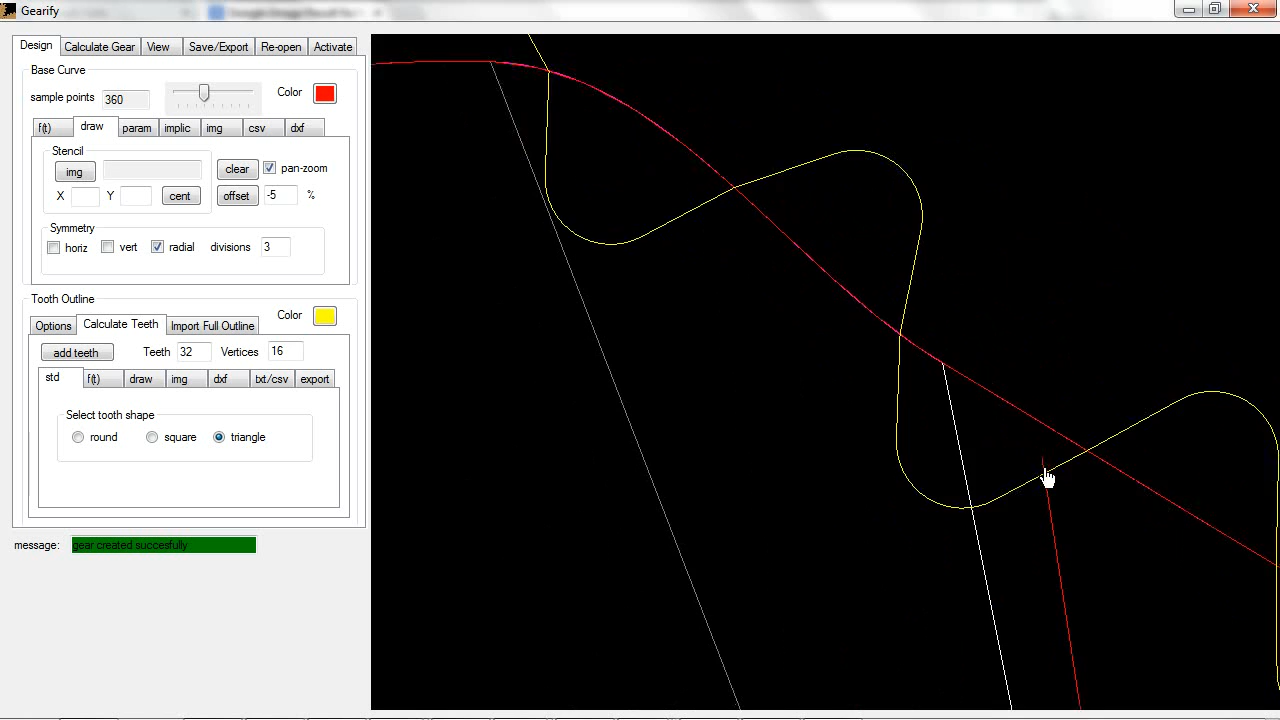 Gearify
Design Calculate Gear View Save/Export Re-open Activate
Base Curve
sample points 360 Color
f(t) draw param implic img csv dxf
Stencil
img clear pan-zoom
X Y cent offset -5 %
Symmetry
horiz vert radial divisions 3
Tooth Outline
Color
Options Calculate Teeth Import Full Outline
add teeth Teeth 32 Vertices 16
std f(t) draw img dxf txt/csv export
Select tooth shape
round square triangle
message: gear created succesfully